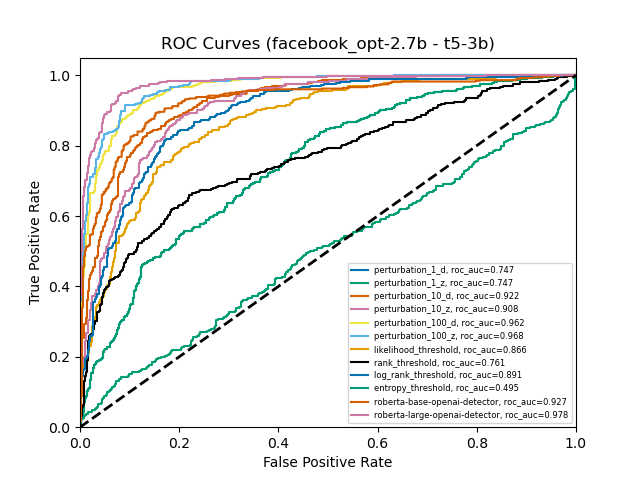 ROC Curves (facebook_opt-2.7b - t5-3b)
True Positive Rate
1.0
0.8
0.6
0.4
0.2
0.0
perturbation_1_d, roc_auc=0.747
perturbation_1_z, roc_auc=0.747
perturbation_10_d, roc_auc=0.922
perturbation_10_z, roc_auc=0.908
perturbation_100_d, roc_auc=0.962
perturbation_100_z, roc_auc=0.968
likelihood_threshold, roc_auc=0.866
rank_threshold, roc_auc=0.761
log_rank_threshold, roc_auc=0.891
entropy_threshold, roc_auc=0.495
roberta-base-openai-detector, roc_auc=0.927
roberta-large-openai-detector, roc_auc=0.978
0.0 0.2 0.4 0.6 0.8 1.0
False Positive Rate